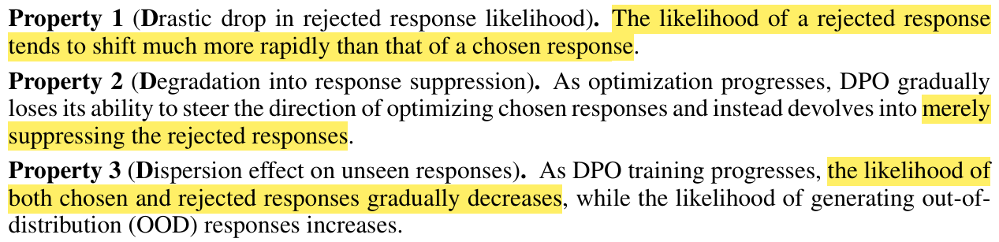 Property 1 (Drastic drop in rejected response likelihood). The likelihood of a rejected response
tends to shift much more rapidly than that of a chosen response.
Property 2 (Degradation into response suppression). As optimization progresses, DPO gradually
loses its ability to steer the direction of optimizing chosen responses and instead devolves into merely
suppressing the rejected responses.
Property 3 (Dispersion effect on unseen responses). As DPO training progresses, the likelihood of
both chosen and rejected responses gradually decreases, while the likelihood of generating out-of-
distribution (OOD) responses increases.